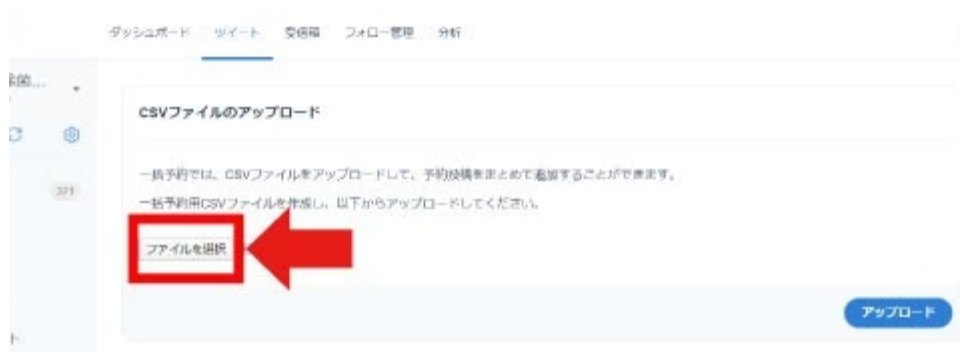 ダッシュボード ツイート 受信箱 フォロー管理 分析
CSVファイルのアップロード
一括予約では、CSVファイルをアップロードして、予約投稿をまとめて追加することができます。
一括予約用CSVファイルを作成し、以下からアップロードしてください。
ファイルを選択
アップロード
ト